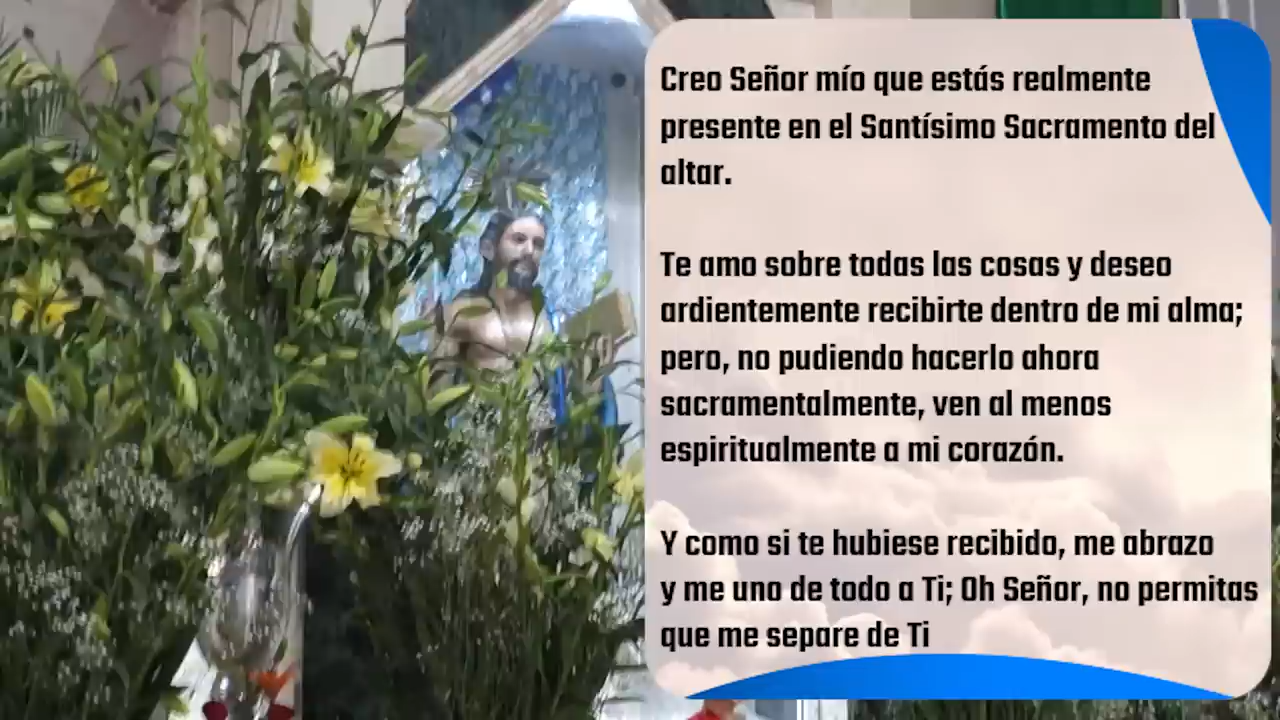 Creo Señor mío que estás realmente
presente en el Santísimo Sacramento del
altar.
Te amo sobre todas las cosas y deseo
ardientemente recibirte dentro de mi alma;
pero, no pudiendo hacerlo ahora
sacramentalmente, ven al menos
espiritualmente a mi corazón.
Y como si te hubiese recibido, me abrazo
y me uno de todo a Ti; Oh Señor, no permitas
que me separe de Ti